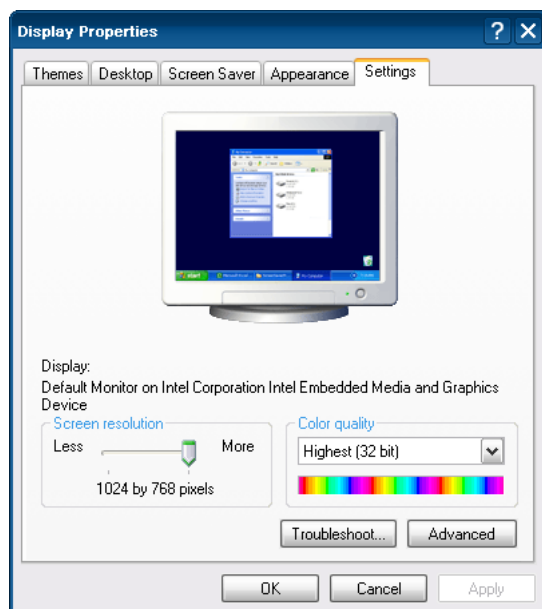 Display Properties
Themes Desktop Screen Saver Appearance Settings
start
Display:
Default Monitor on Intel Corporation Intel Embedded Media and Graphics
Device
Screen resolution
Less More
1024 by 768 pixels
Color quality
Highest (32 bit)
Troubleshoot... Advanced
OK Cancel Apply